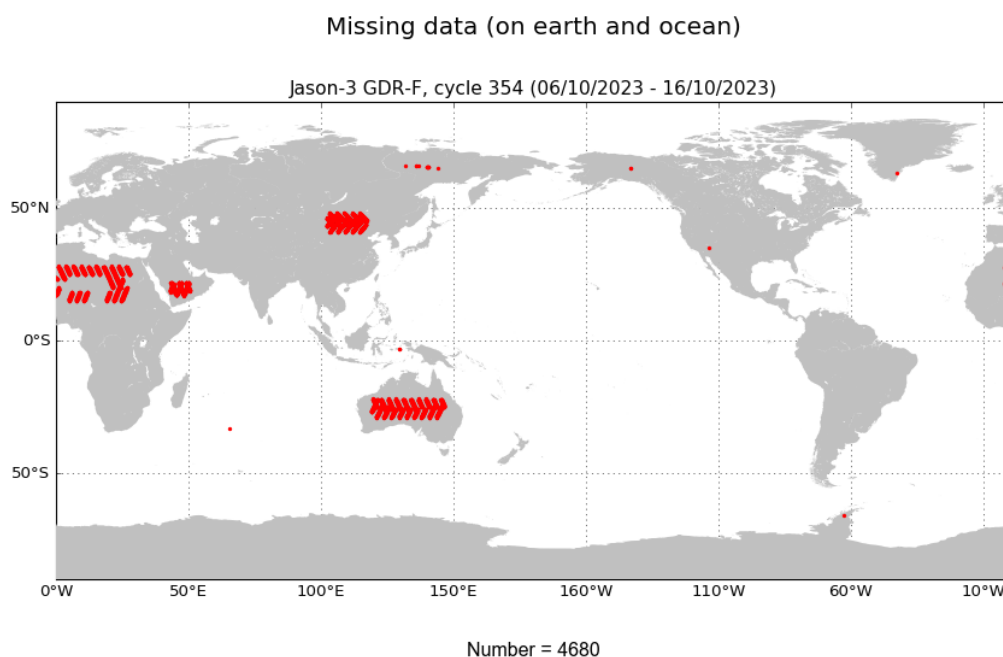 Missing data (on earth and ocean)
Jason-3 GDR-F, cycle 354 (06/10/2023 - 16/10/2023)
50°N
0°S
50°S
0°W 50°E 100°E 150°E 160°W 110°W 60°W 10°W
Number = 4680